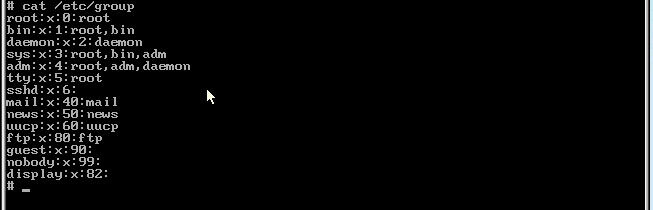 # cat /etc/group
root:x:0:root
bin:x:1:root,bin
daemon:x:2:daemon
sys:x:3:root,bin,adm
adm:x:4:root,adm,daemon
tty:x:5:root
sshd:x:6:
mail:x:40:mail
news:x:50:news
uucp:x:60:uucp
ftp:x:80:ftp
guest:x:90:
nobody:x:99:
display:x:82:
# _